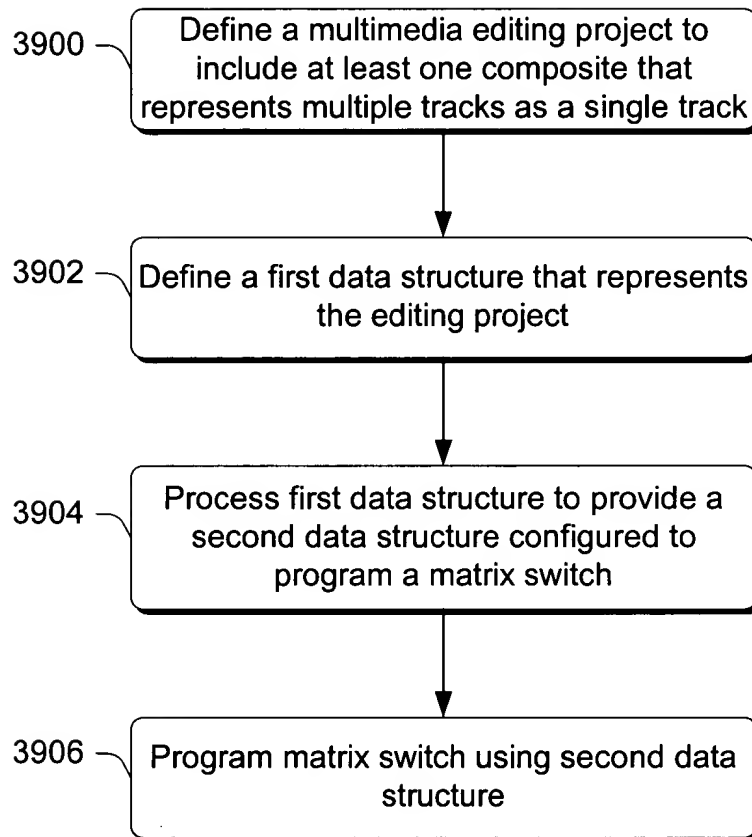 3900
Define a multimedia editing project to
include at least one composite that
represents multiple tracks as a single track
3902
Define a first data structure that represents
the editing project
3904
Process first data structure to provide a
second data structure configured to
program a matrix switch
3906
Program matrix switch using second data
structure